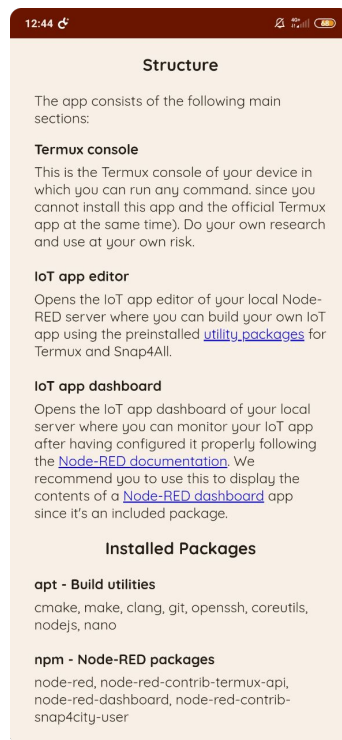 12:44
4G+
68
Structure
The app consists of the following main
sections:
Termux console
This is the Termux console of your device in
which you can run any command. since you
cannot install this app and the official Termux
app at the same time). Do your own research
and use at your own risk.
IoT app editor
Opens the IoT app editor of your local Node-
RED server where you can build your own IoT
app using the preinstalled utility packages for
Termux and Snap4All.
IoT app dashboard
Opens the IoT app dashboard of your local
server where you can monitor your IoT app
after having configured it properly following
the Node-RED documentation. We
recommend you to use this to display the
contents of a Node-RED dashboard app
since it's an included package.
Installed Packages
apt - Build utilities
cmake, make, clang, git, openssh, coreutils,
nodejs, nano
npm - Node-RED packages
node-red, node-red-contrib-termux-api,
node-red-dashboard, node-red-contrib-
snap4city-user